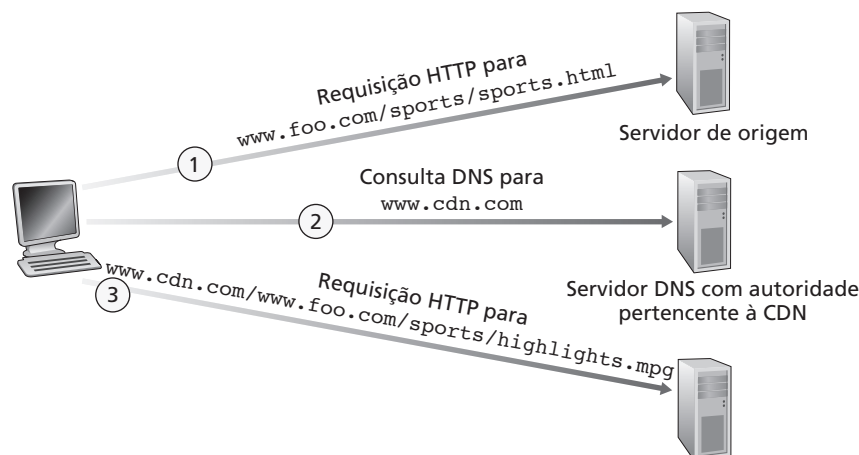 Requisição HTTP para
www.foo.com/sports/sports.html
1
Servidor de origem
Consulta DNS para
www.cdn.com
2
Servidor DNS com autoridade
pertencente à CDN
Requisição HTTP para
www.cdn.com/www.foo.com/sports/highlights.mpg
3